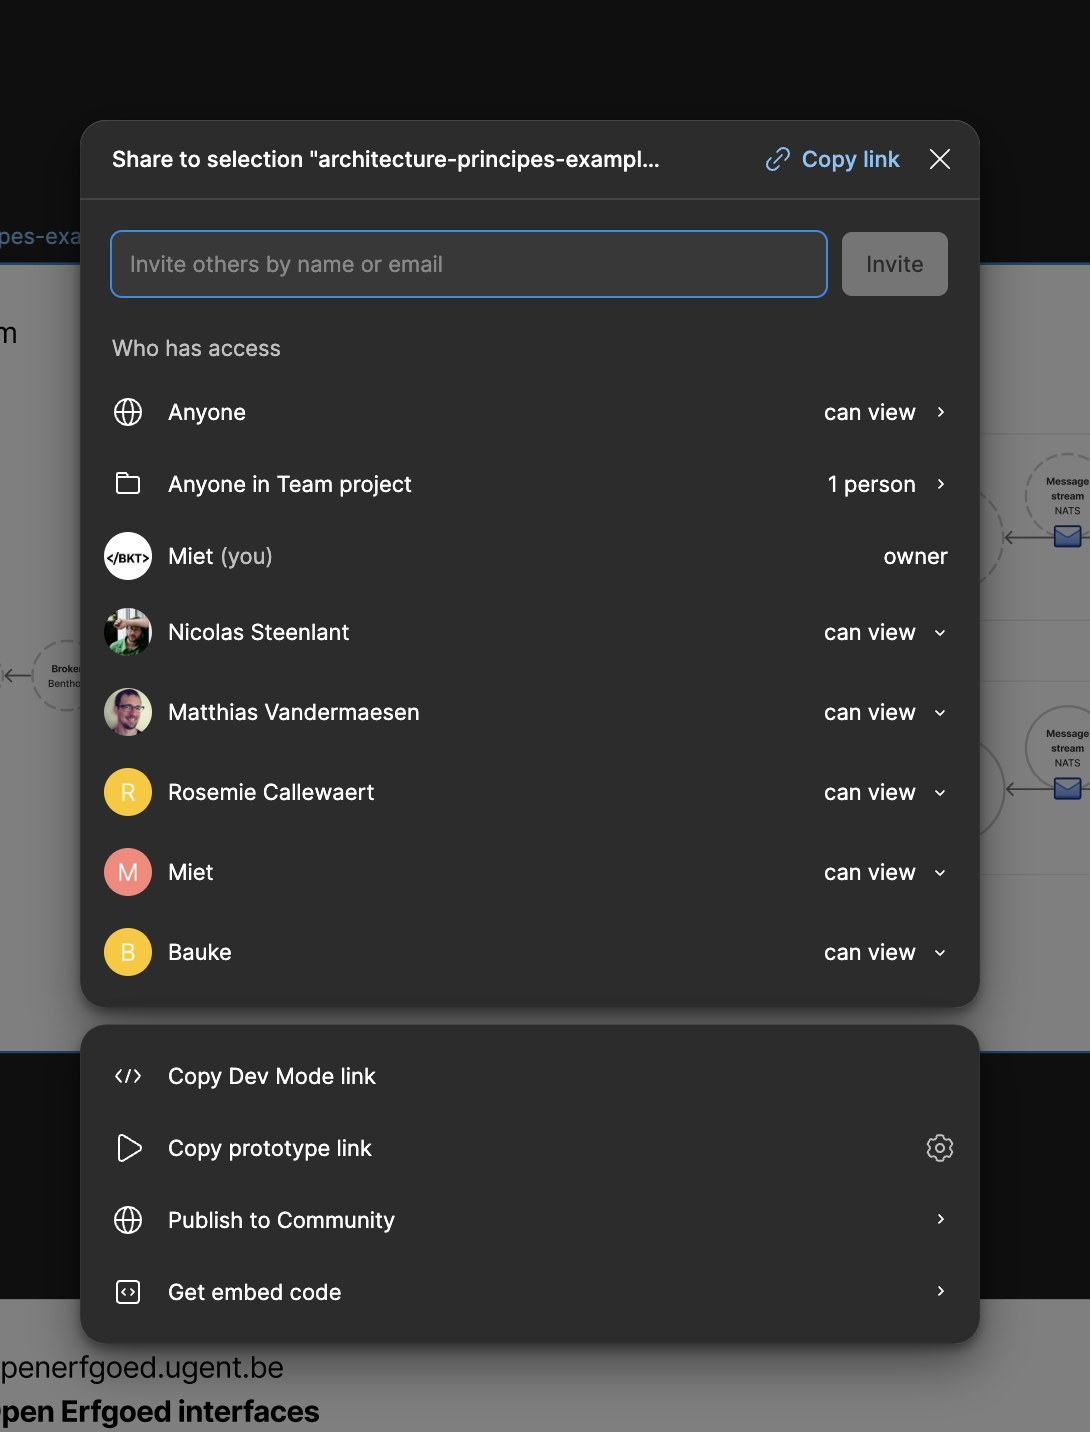 Share to selection "architecture-principes-exampl...
Copy link
pes-exa
Invite others by name or email
Invite
m
Who has access
Anyone
can view
Anyone in Team project
1 person
</BKT>
Miet (you)
owner
Nicolas Steenlant
can view
Matthias Vandermaesen
can view
R
Rosemie Callewaert
can view
M
Miet
can view
B
Bauke
can view
Message
stream
NATS
Broker
Bentho
Message
stream
NATS
Copy Dev Mode link
Copy prototype link
Publish to Community
Get embed code
penerfgoed.ugent.be
pen Erfgoed interfaces